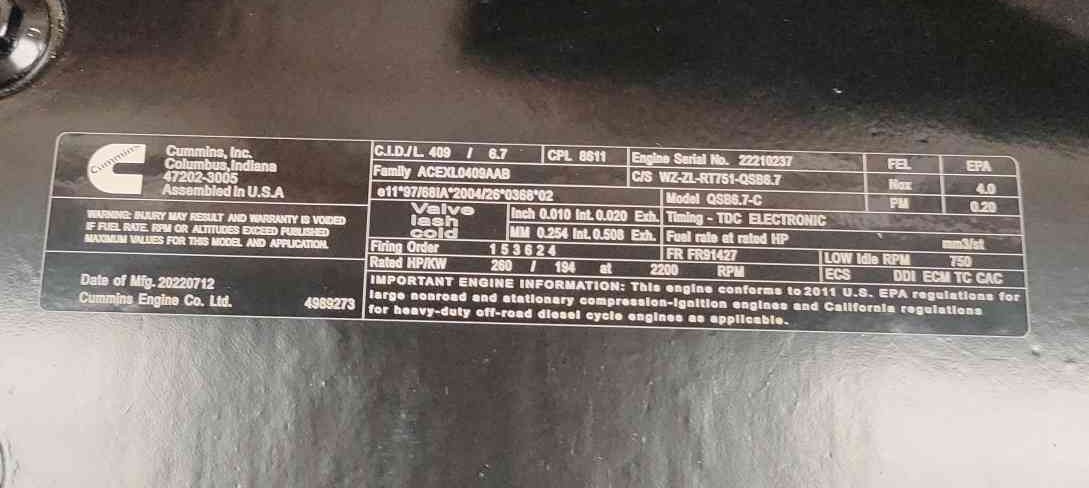 Cummins
Cummins, Inc.
Columbus, Indiana
47202-3005
Assembled in U.S.A
WARNING: INJURY MAY RESULT AND WARRANTY IS VOIDED
IF FUEL RATE, RPM OR ALTITUDES EXCEED PUBLISHED
MAXIMUM VALUES FOR THIS MODEL AND APPLICATION.
Date of Mfg. 20220712
Cummins Engine Co. Ltd. 4989273
C.I.D./L. 409 / 6.7 CPL 8611
Family ACEXL0409AAB
e11*97/68IA*2004/26*0368*02
Valve lash cold
Inch 0.010 Int. 0.020 Exh.
MM 0.254 Int. 0.508 Exh.
Firing Order 1 5 3 6 2 4
Rated HP/KW 260 / 194 at 2200 RPM
Engine Serial No. 22210237
C/S WZ-ZL-RT751-QSB6.7
Model QSB6.7-C
Timing - TDC ELECTRONIC
Fuel rate at rated HP mm3/st
FR FR91427 LOW Idle RPM 750
ECS DDI ECM TC CAC
FEL EPA
Nox 4.0
PM 0.20
IMPORTANT ENGINE INFORMATION: This engine conforms to 2011 U.S. EPA regulations for
large nonroad and atationary compression-ignition engines and California regulations
for heavy-duty off-road diesel cycle engines as applicable.